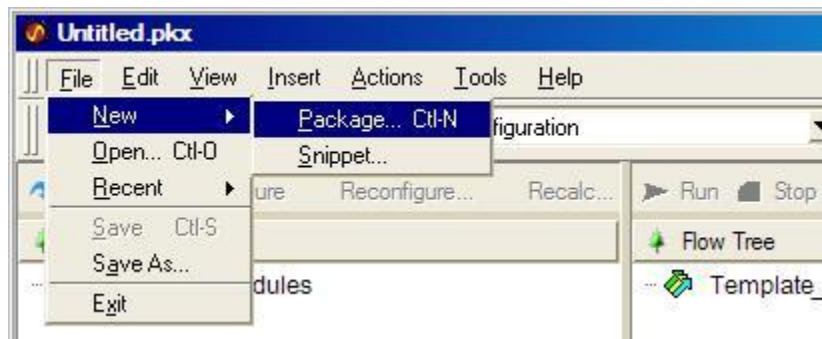 Untitled.pkx
File Edit View Insert Actions Tools Help
New Package... Ctl-N figuration
Open... Ctl-O Snippet...
Recent ure Reconfigure... Recalc... Run Stop
Save Ctl-S Flow Tree
Save As... dules Template_
Exit